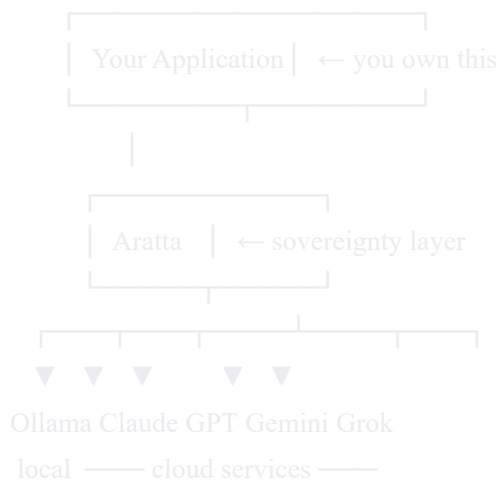 Your Application ← you own this
Aratta ← sovereignty layer
Ollama Claude GPT Gemini Grok
local —— cloud services ——